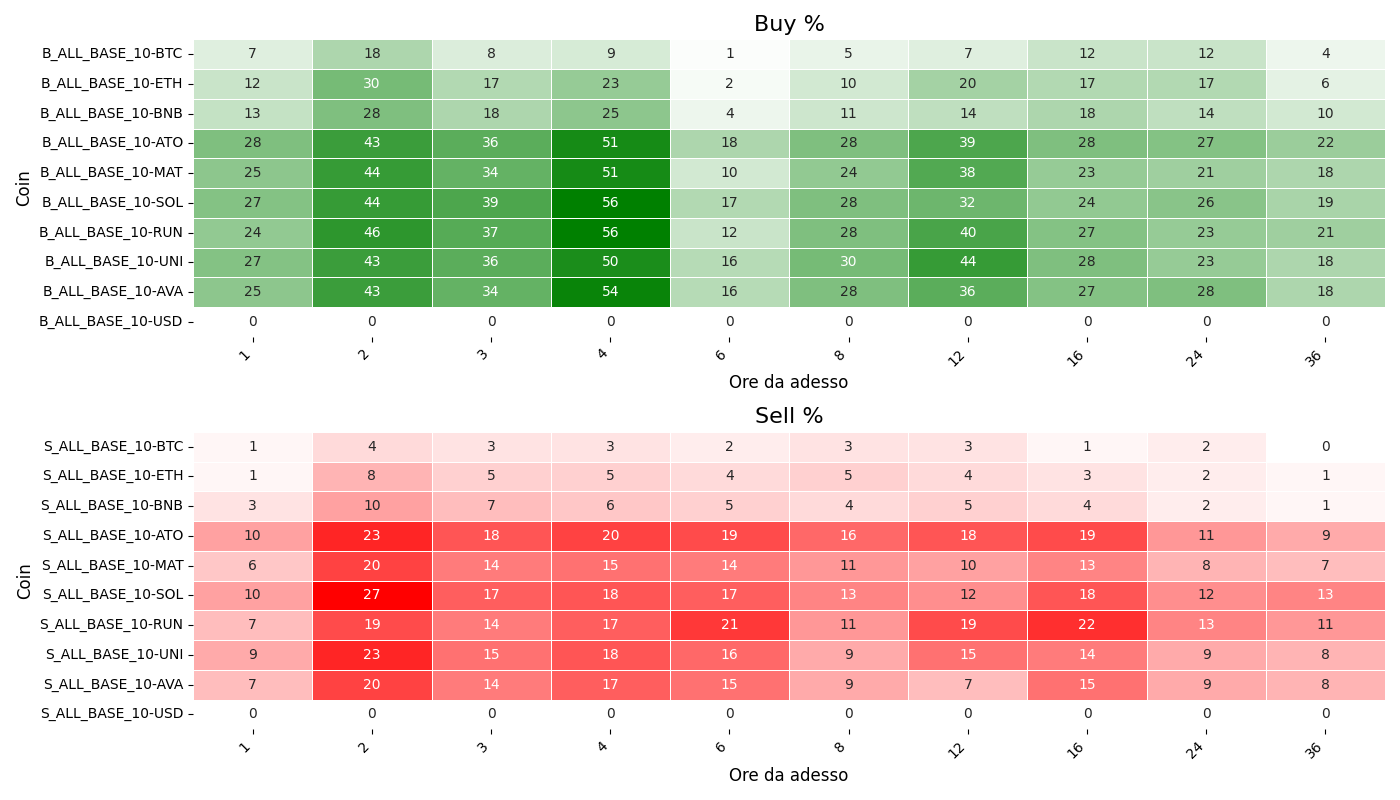 Buy %
Coin
B_ALL_BASE_10-BTC 7 18 8 9 1 5 7 12 12 4
B_ALL_BASE_10-ETH 12 30 17 23 2 10 20 17 17 6
B_ALL_BASE_10-BNB 13 28 18 25 4 11 14 18 14 10
B_ALL_BASE_10-ATO 28 43 36 51 18 28 39 28 27 22
B_ALL_BASE_10-MAT 25 44 34 51 10 24 38 23 21 18
B_ALL_BASE_10-SOL 27 44 39 56 17 28 32 24 26 19
B_ALL_BASE_10-RUN 24 46 37 56 12 28 40 27 23 21
B_ALL_BASE_10-UNI 27 43 36 50 16 30 44 28 23 18
B_ALL_BASE_10-AVA 25 43 34 54 16 28 36 27 28 18
B_ALL_BASE_10-USD 0 0 0 0 0 0 0 0 0 0
1 2 3 4 6 8 12 16 24 36
Ore da adesso
Sell %
Coin
S_ALL_BASE_10-BTC 1 4 3 3 2 3 3 1 2 0
S_ALL_BASE_10-ETH 1 8 5 5 4 5 4 3 2 1
S_ALL_BASE_10-BNB 3 10 7 6 5 4 5 4 2 1
S_ALL_BASE_10-ATO 10 23 18 20 19 16 18 19 11 9
S_ALL_BASE_10-MAT 6 20 14 15 14 11 10 13 8 7
S_ALL_BASE_10-SOL 10 27 17 18 17 13 12 18 12 13
S_ALL_BASE_10-RUN 7 19 14 17 21 11 19 22 13 11
S_ALL_BASE_10-UNI 9 23 15 18 16 9 15 14 9 8
S_ALL_BASE_10-AVA 7 20 14 17 15 9 7 15 9 8
S_ALL_BASE_10-USD 0 0 0 0 0 0 0 0 0 0
1 2 3 4 6 8 12 16 24 36
Ore da adesso